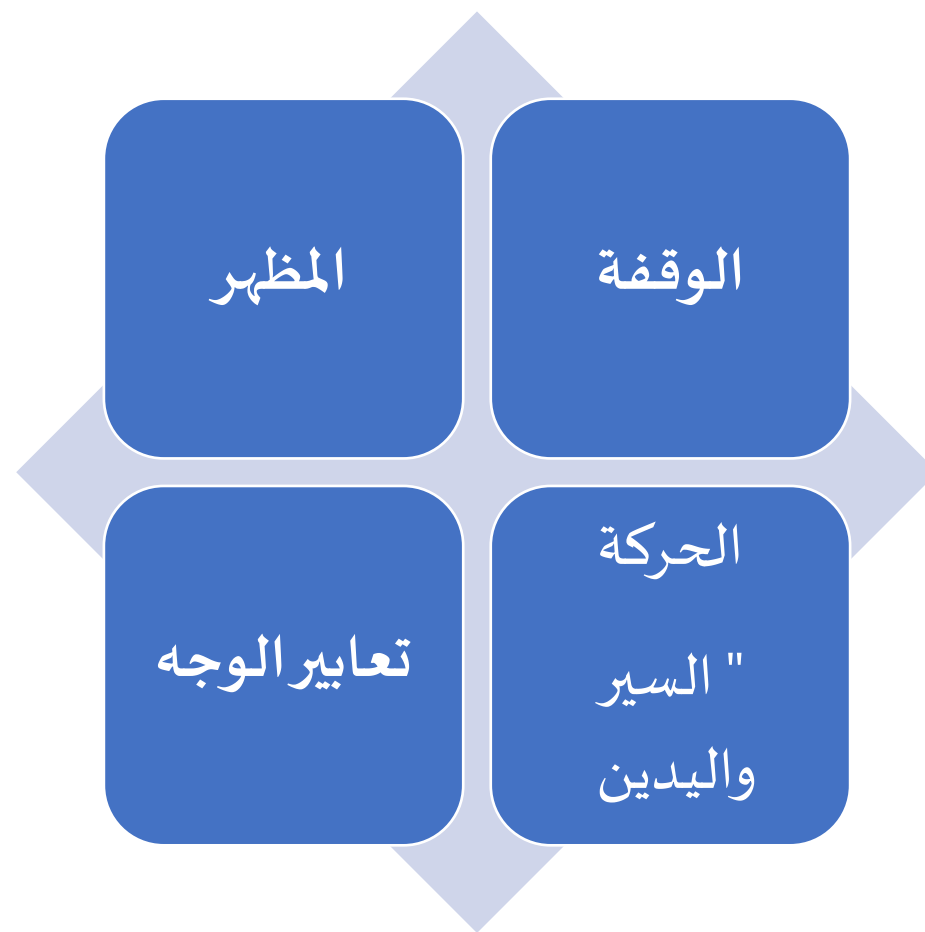 الوقفة
المظهر
الحركة
" السير
واليدين
تعابير الوجه